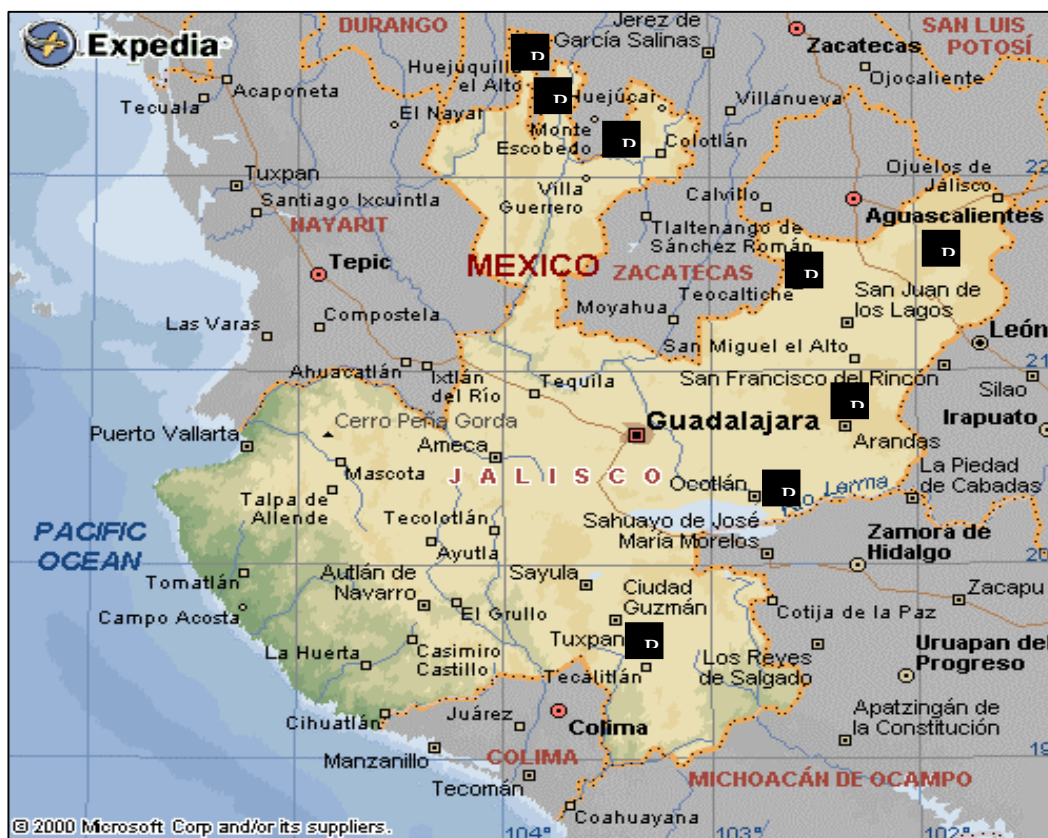 Expedia
DURANGO
Jerez de
García Salinas
Zacatecas
SAN LUIS
POTOSÍ
Ojocaliente
Huejuquilla
el Alto
Acaponeta
Tecuala
El Nayar
Huejúcar
Villanueva
Monte
Escobedo
Colotlán
Ojuelos de
Jálisco
22
Tuxpan
Santiago Ixcuintla
Villa
Guerrero
Calvillo
Aguascalientes
NAYARIT
Tlaltenango de
Sánchez Román
Tepic
MEXICO
ZACATECAS
Teocaltiche
San Juan de
los Lagos
Moyahua
Compostela
Las Varas
León
San Miguel el Alto
21
Ahuacatlán
Ixtlán
del Río
Tequila
San Francisco del Rincón
Silao
Cerro Peña Gorda
Guadalajara
Irapuato
Puerto Vallarta
Ameca
Arandas
Mascota
JALISCO
La Piedad
de Cabadas
Ocotlán
Río Lerma
Talpa de
Allende
PACIFIC
OCEAN
Tecolotlán
Sahuayo de José
María Morelos
Zamora de
Hidalgo
Ayutla
20
Tomatlán
Autlán de
Navarro
Sayula
Ciudad
Guzmán
Zacapu
Campo Acosta
El Grullo
Cotija de la Paz
Tuxpan
Uruapan del
Progreso
La Huerta
Casimiro
Castillo
Los Reyes
de Salgado
Tecalitlán
Cihuatlán
Juárez
Colima
Apatzingán de
la Constitución
19
Manzanillo
COLIMA
MICHOACÁN DE OCAMPO
Tecomán
Coahuayana
© 2000 Microsoft Corp and/or its suppliers.
104°
103°
102°